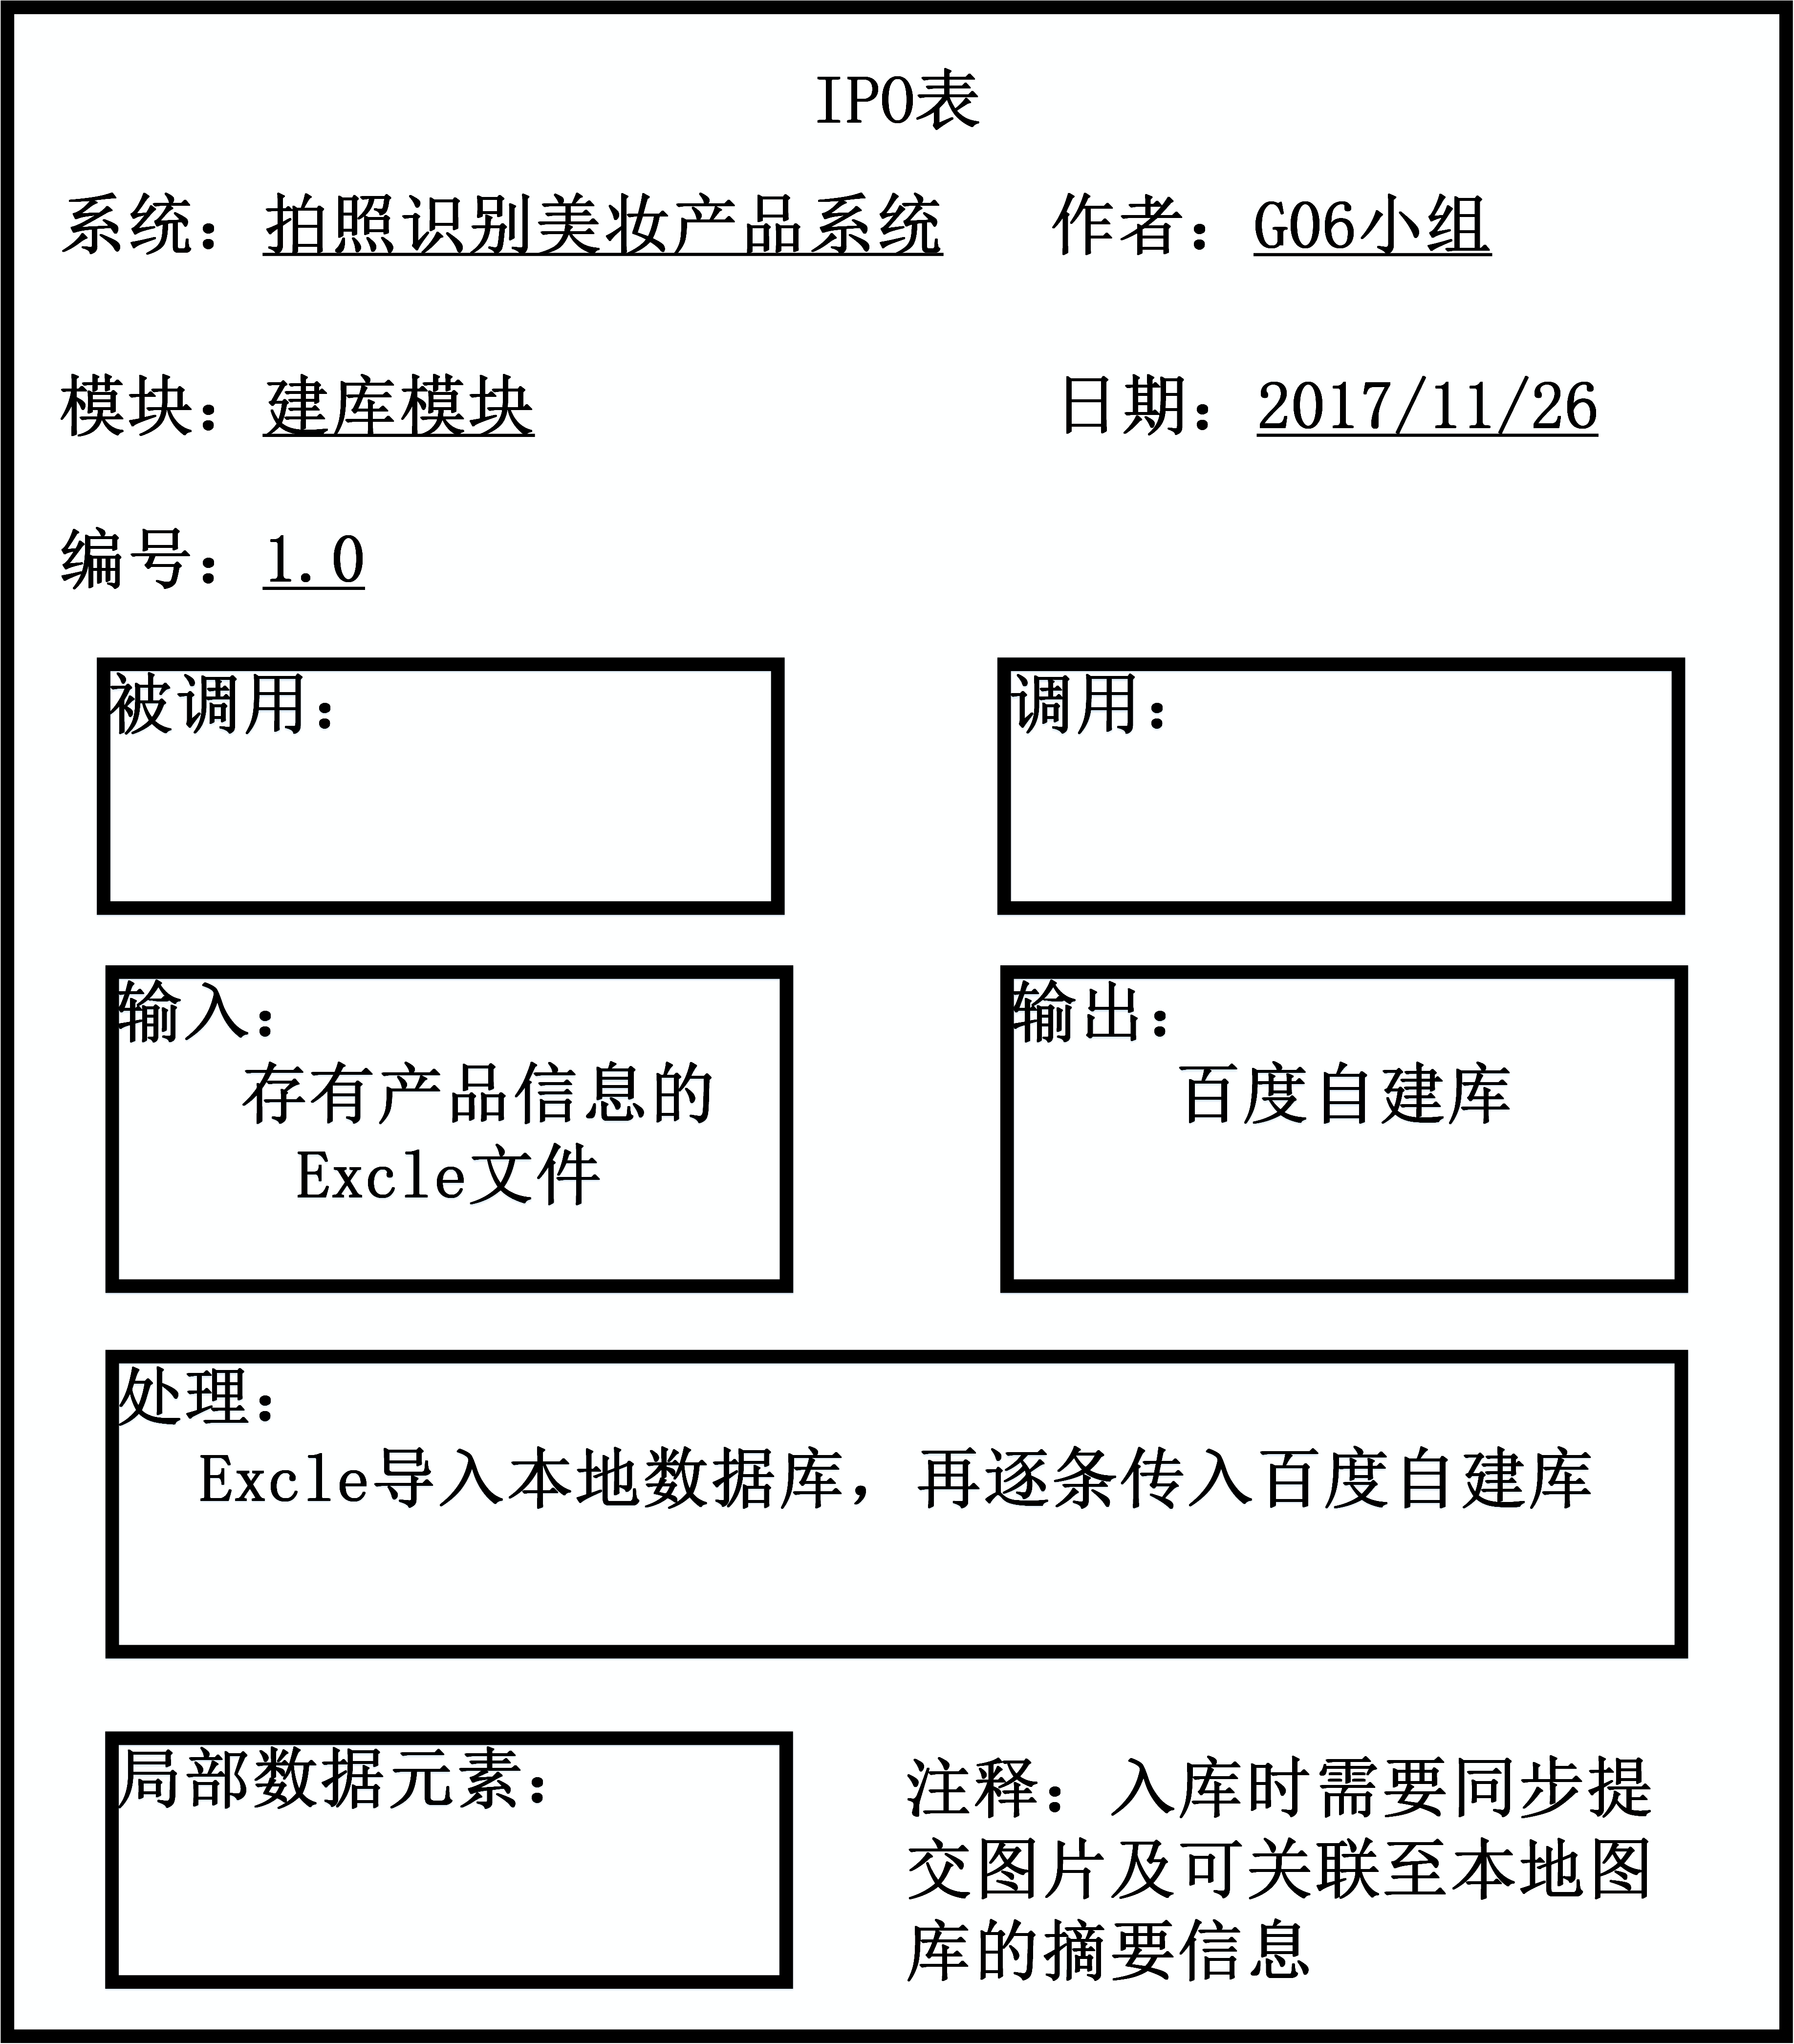 IPO表
系统：拍照识别美妆产品系统 作者：G06小组
模块：建库模块 日期：2017/11/26
编号：1.0
被调用： 调用：
输入：
存有产品信息的
Excle文件
输出：
百度自建库
处理：
Excle导入本地数据库，再逐条传入百度自建库
局部数据元素：
注释：入库时需要同步提
交图片及可关联至本地图
库的摘要信息